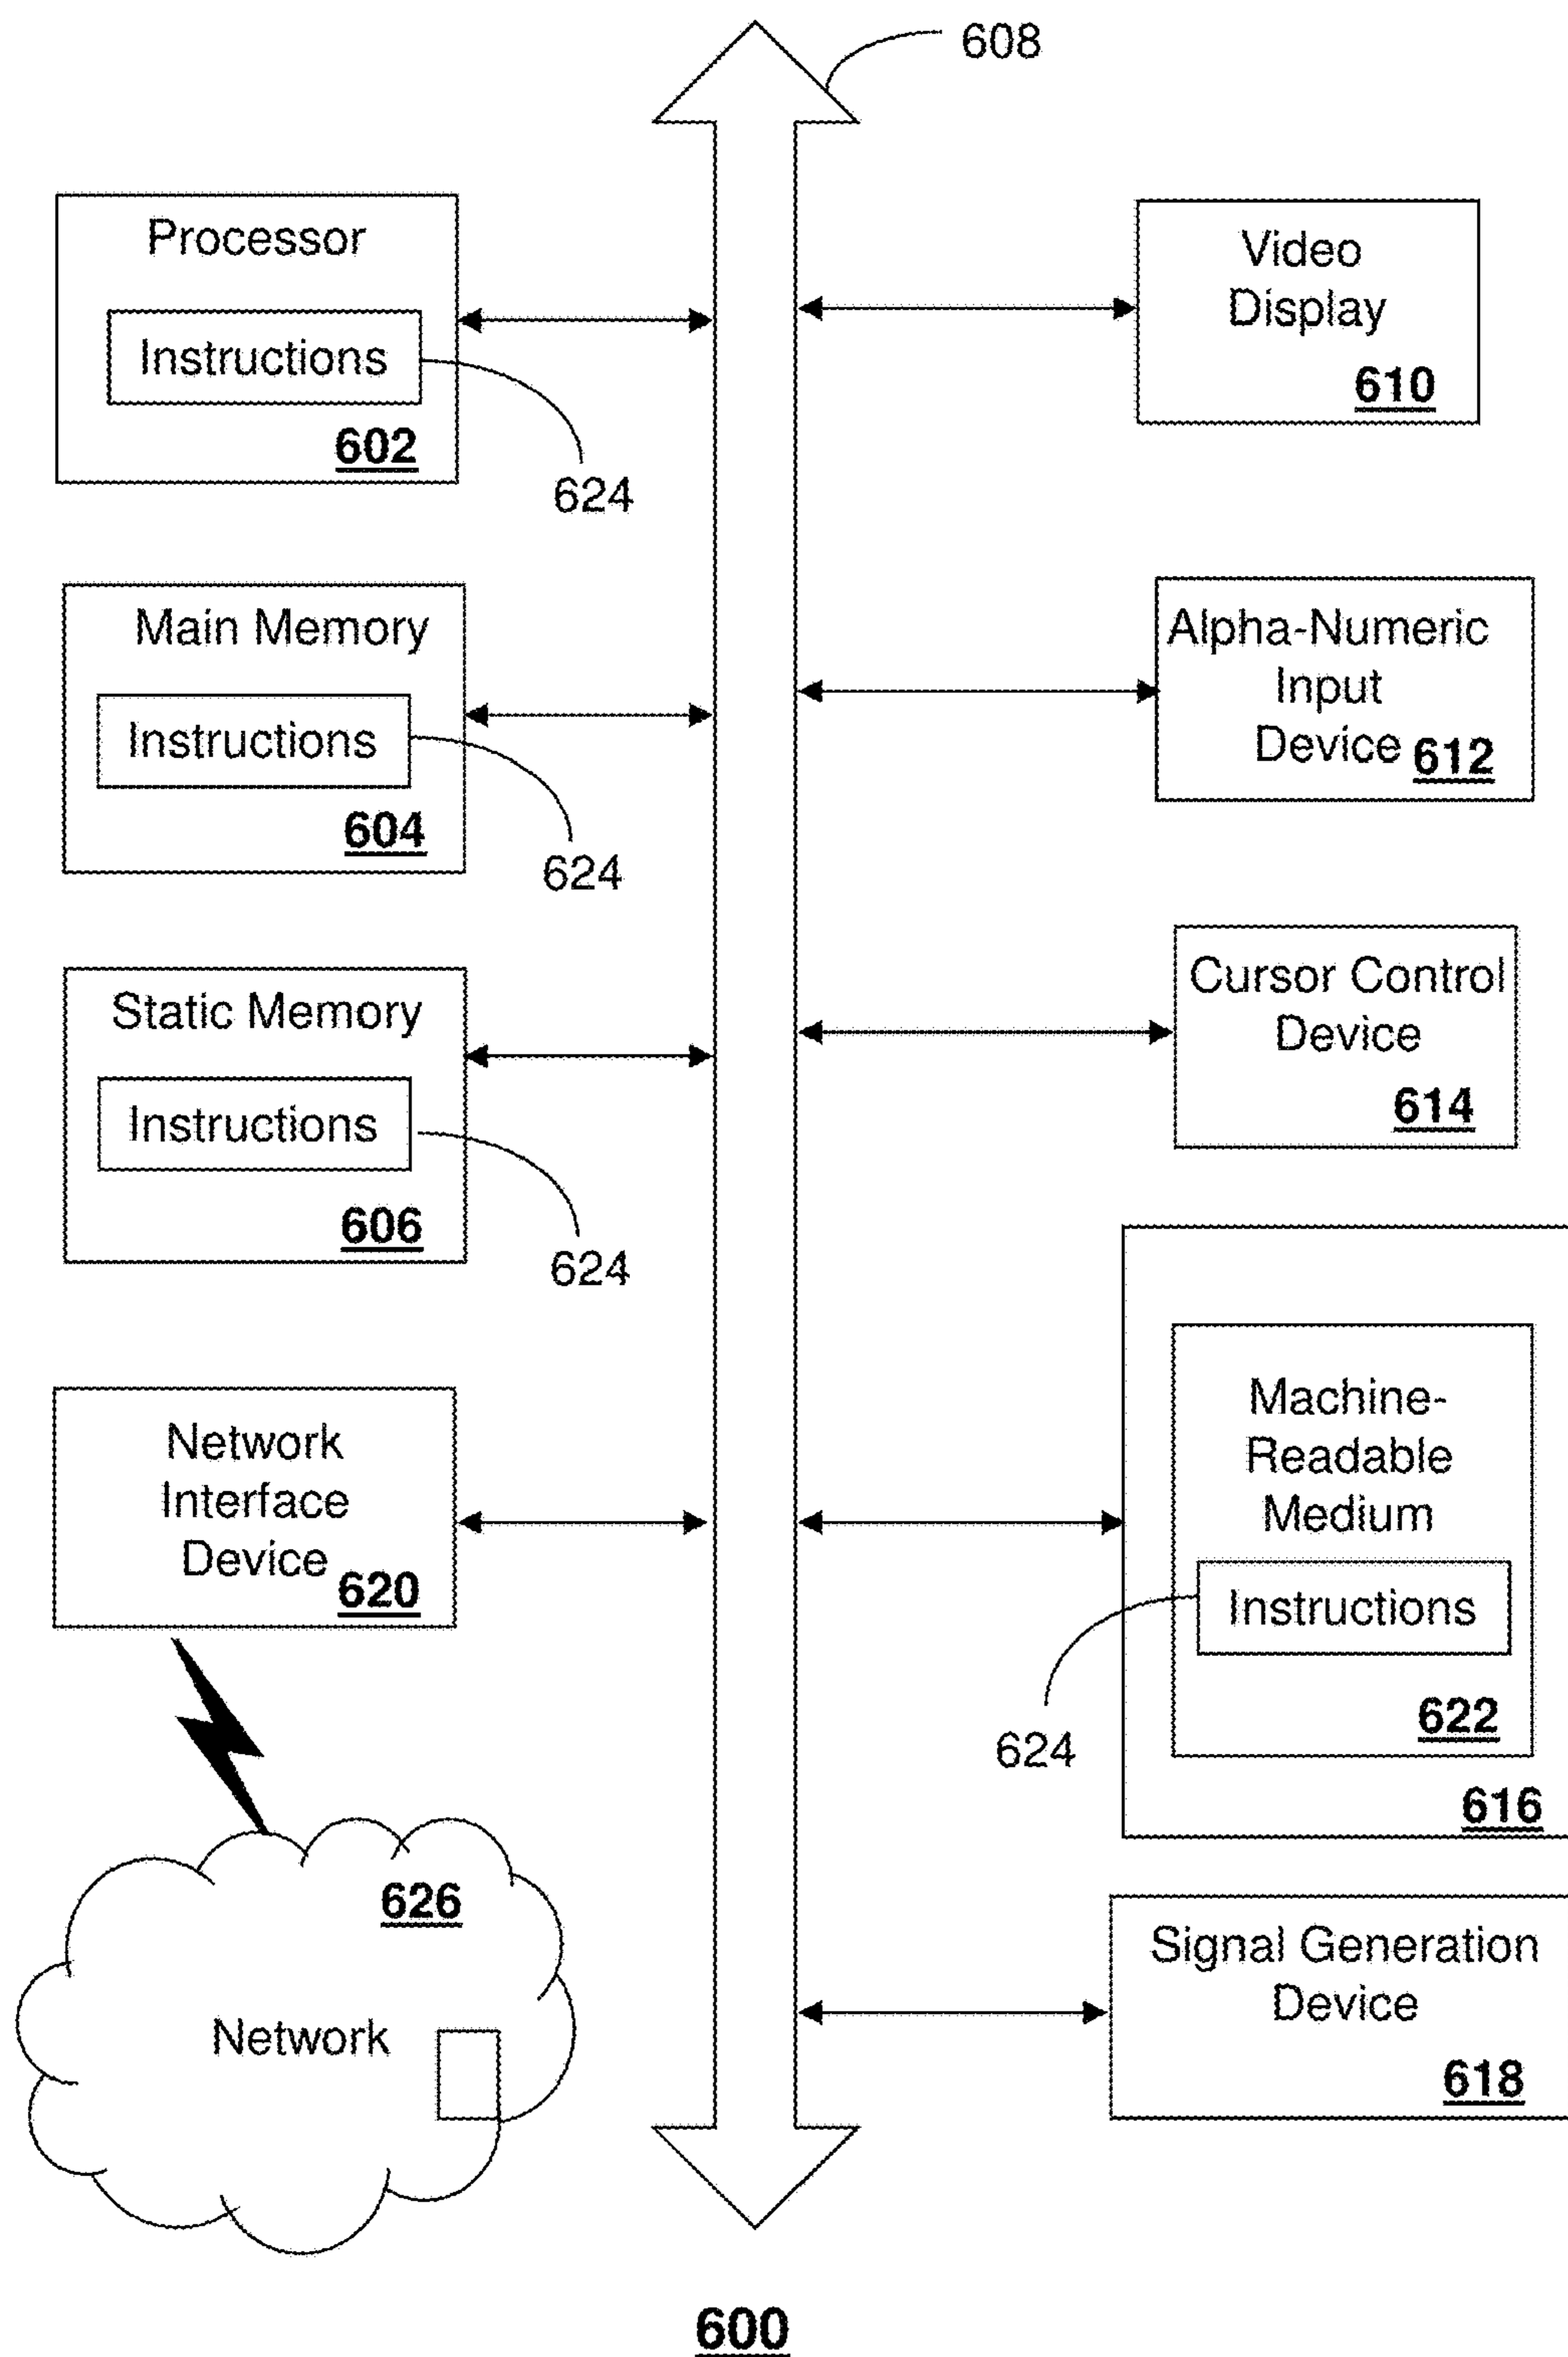 608
Processor
Instructions
602
624
Main Memory
Instructions
604
624
Static Memory
Instructions
606
624
Network
Interface
Device
620
626
Network
Video
Display
610
Alpha-Numeric
Input
Device
612
Cursor Control
Device
614
Machine-
Readable
Medium
Instructions
622
624
616
Signal Generation
Device
618
600